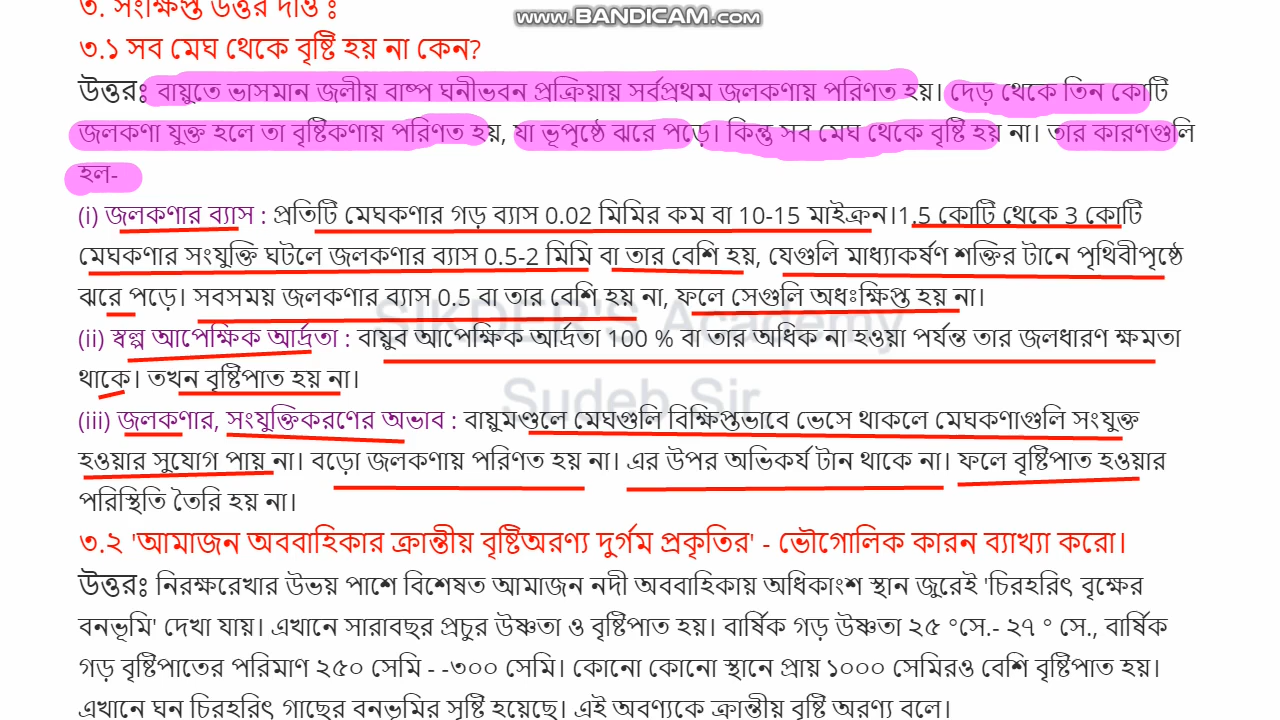 www.BANDICAM.com
৩. সংক্ষিপ্ত উত্তর দাও ঃ
৩.১ সব মেঘ থেকে বৃষ্টি হয় না কেন?
উত্তরঃ বায়ুতে ভাসমান জলীয় বাষ্প ঘনীভবন প্রক্রিয়ায় সর্বপ্রথম জলকণায় পরিণত হয়। দেড় থেকে তিন কোটি
জলকণা যুক্ত হলে তা বৃষ্টিকণায় পরিণত হয়, যা ভূপৃষ্ঠে ঝরে পড়ে। কিন্তু সব মেঘ থেকে বৃষ্টি হয় না। তার কারণগুলি
হল-
(i) জলকণার ব্যাস : প্রতিটি মেঘকণার গড় ব্যাস 0.02 মিমির কম বা 10-15 মাইক্রন।1.5 কোটি থেকে 3 কোটি
মেঘকণার সংযুক্তি ঘটলে জলকণার ব্যাস 0.5-2 মিমি বা তার বেশি হয়, যেগুলি মাধ্যাকর্ষণ শক্তির টানে পৃথিবীপৃষ্ঠে
ঝরে পড়ে। সবসময় জলকণার ব্যাস 0.5 বা তার বেশি হয় না, ফলে সেগুলি অধঃক্ষিপ্ত হয় না।
SIKDER'S Academy
(ii) স্বল্প আপেক্ষিক আর্দ্রতা : বায়ুব আপেক্ষিক আর্দ্রতা 100 % বা তার অধিক না হওয়া পর্যন্ত তার জলধারণ ক্ষমতা
থাকে। তখন বৃষ্টিপাত হয় না।
Sudeb Sir
(iii) জলকণার, সংযুক্তিকরণের অভাব : বায়ুমণ্ডলে মেঘগুলি বিক্ষিপ্তভাবে ভেসে থাকলে মেঘকণাগুলি সংযুক্ত
হওয়ার সুযোগ পায় না। বড়ো জলকণায় পরিণত হয় না। এর উপর অভিকর্য টান থাকে না। ফলে বৃষ্টিপাত হওয়ার
পরিস্থিতি তৈরি হয় না।
৩.২ 'আমাজন অববাহিকার ক্রান্তীয় বৃষ্টিঅরণ্য দুর্গম প্রকৃতির' - ভৌগোলিক কারন ব্যাখ্যা করো।
উত্তরঃ নিরক্ষরেখার উভয় পাশে বিশেষত আমাজন নদী অববাহিকায় অধিকাংশ স্থান জুরেই 'চিরহরিৎ বৃক্ষের
বনভূমি' দেখা যায়। এখানে সারাবছর প্রচুর উষ্ণতা ও বৃষ্টিপাত হয়। বার্ষিক গড় উষ্ণতা ২৫ °সে.- ২৭ ° সে., বার্ষিক
গড় বৃষ্টিপাতের পরিমাণ ২৫০ সেমি - -৩০০ সেমি। কোনো কোনো স্থানে প্রায় ১০০০ সেমিরও বেশি বৃষ্টিপাত হয়।
এখানে ঘন চিরহরিৎ গাছের বনভূমির সৃষ্টি হয়েছে। এই অবণ্যকে ক্রান্তীয় বৃষ্টি অরণ্য বলে।